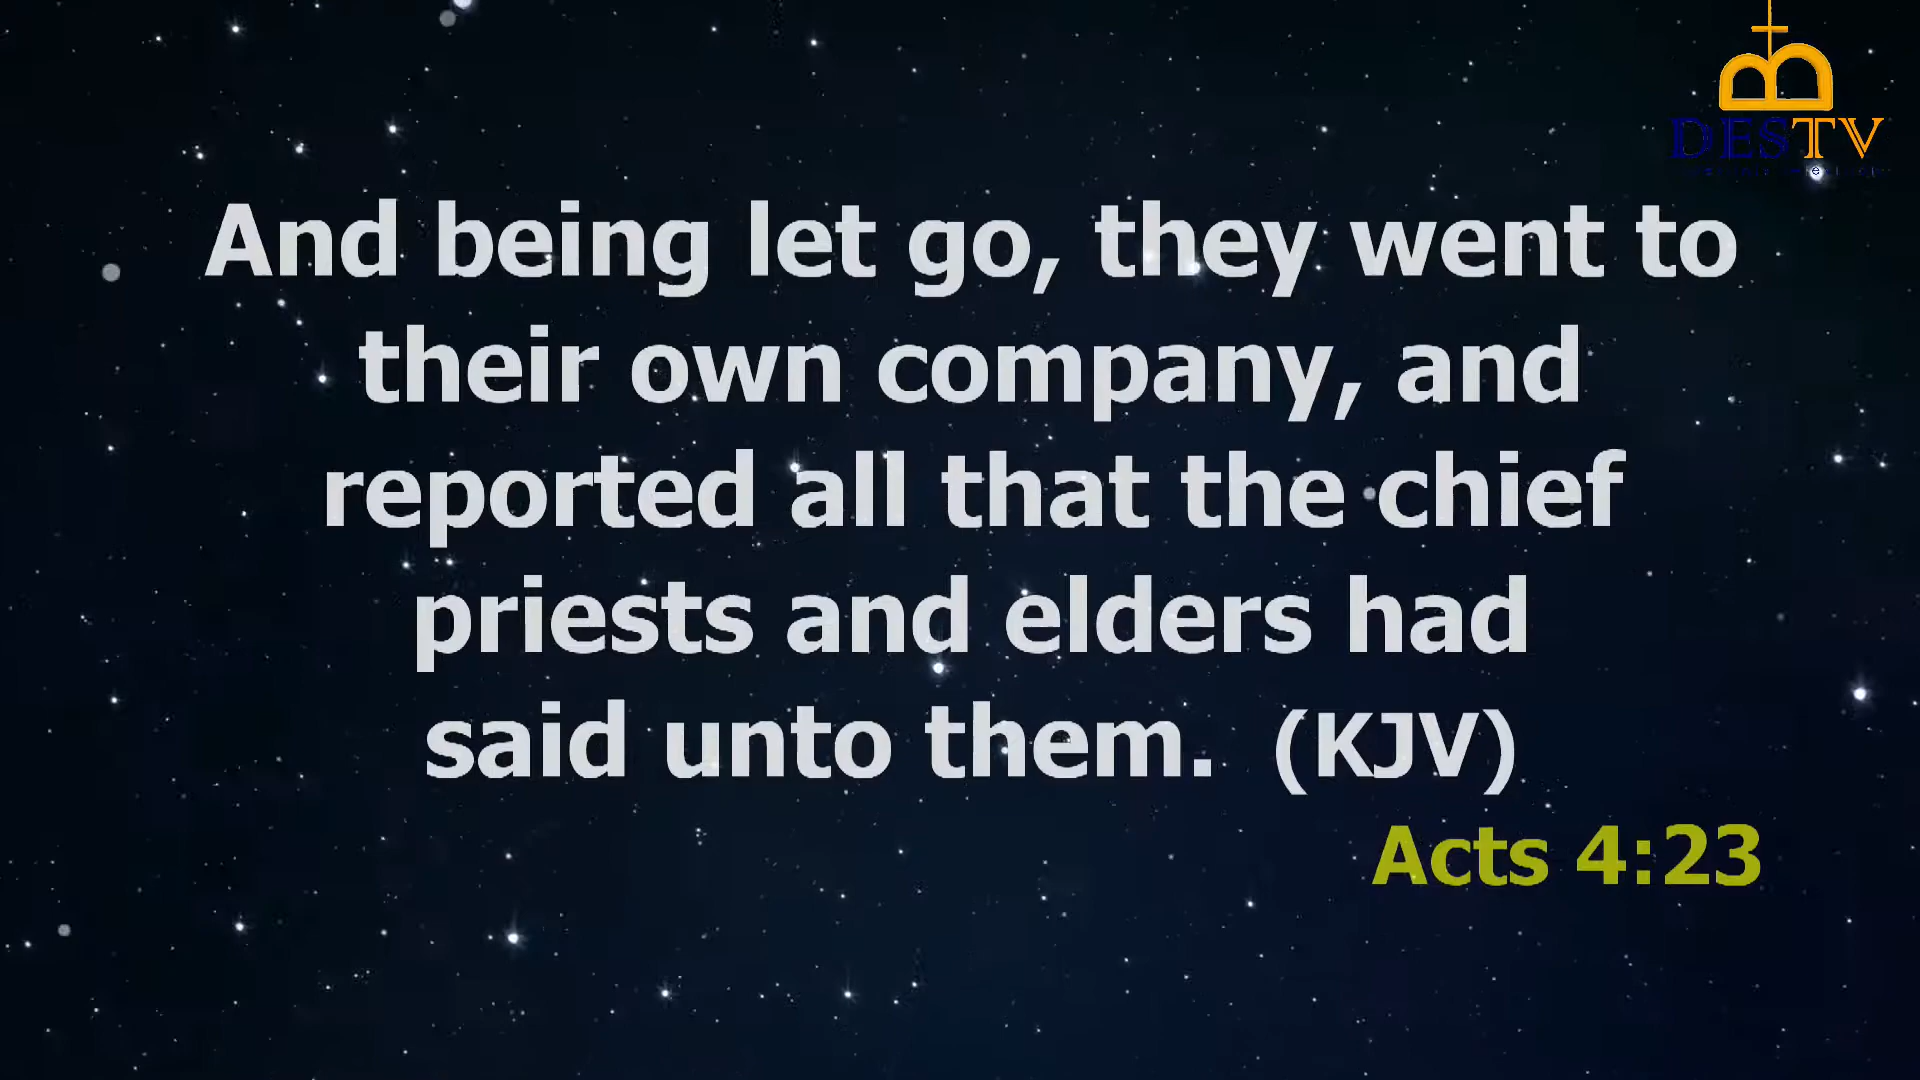 DESTV
And being let go, they went to
their own company, and
reported all that the chief
priests and elders had
said unto them. (KJV)
Acts 4:23